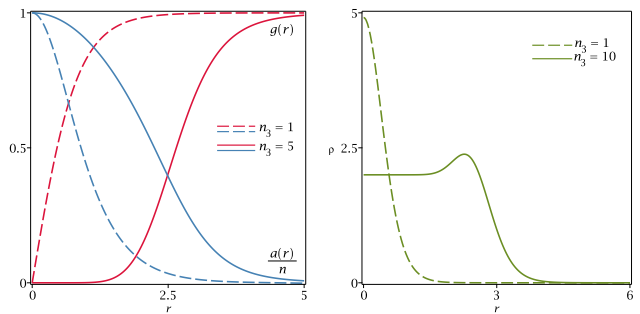 1
0.5
0
0
2.5
5
r
g(r)
n3 = 1
n3 = 5
a(r)
n
5
ρ 2.5
0
0
3
6
r
n3 = 1
n3 = 10